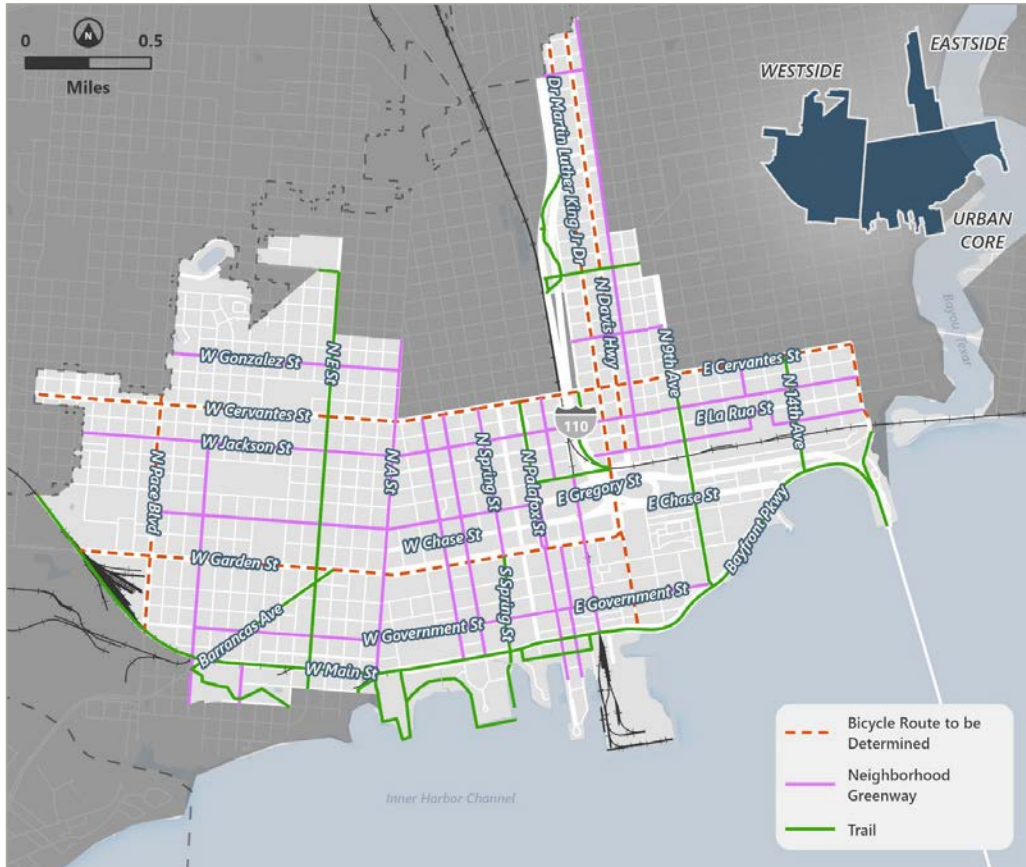 0 N 0.5
Miles
EASTSIDE
WESTSIDE
URBAN
CORE
Dr Martin Luther King Jr Dr
N Davis Hwy
N 9th Ave
Bayou Texar
W Gonzalez St
N E St
E Cervantes St
W Cervantes St
N 14th Ave
E La Rua St
110
W Jackson St
N Spring St
N Palafox St
N A St
N Pace Blvd
E Gregory St
E Chase St
W Chase St
Bayfront Pkwy
W Garden St
Barrancas Ave
S Spring St
E Government St
W Government St
W Main St
Inner Harbor Channel
Bicycle Route to be
Determined
Neighborhood
Greenway
Trail